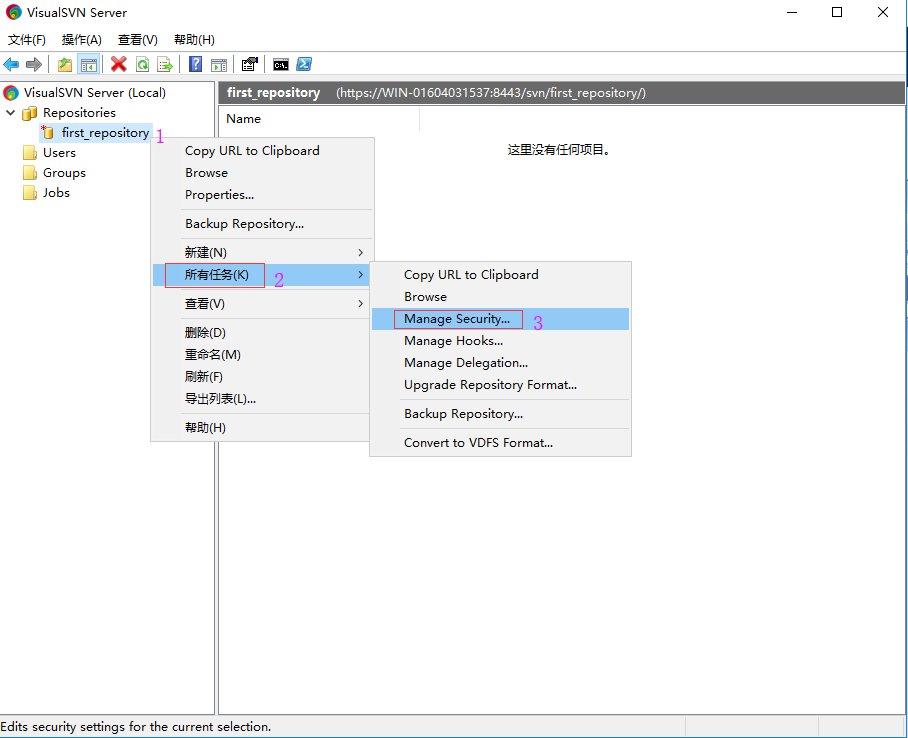 VisualSVN Server
文件(F) 操作(A) 查看(V) 帮助(H)
VisualSVN Server (Local)
Repositories
first_repository
Users
Groups
Jobs
first_repository (https://WIN-01604031537:8443/svn/first_repository/)
Name
这里没有任何项目。
1
Copy URL to Clipboard
Browse
Properties...
Backup Repository...
新建(N)
所有任务(K)
2
查看(V)
删除(D)
重命名(M)
刷新(F)
导出列表(L)...
帮助(H)
Copy URL to Clipboard
Browse
Manage Security...
3
Manage Hooks...
Manage Delegation...
Upgrade Repository Format...
Backup Repository...
Convert to VDFS Format...
Edits security settings for the current selection.